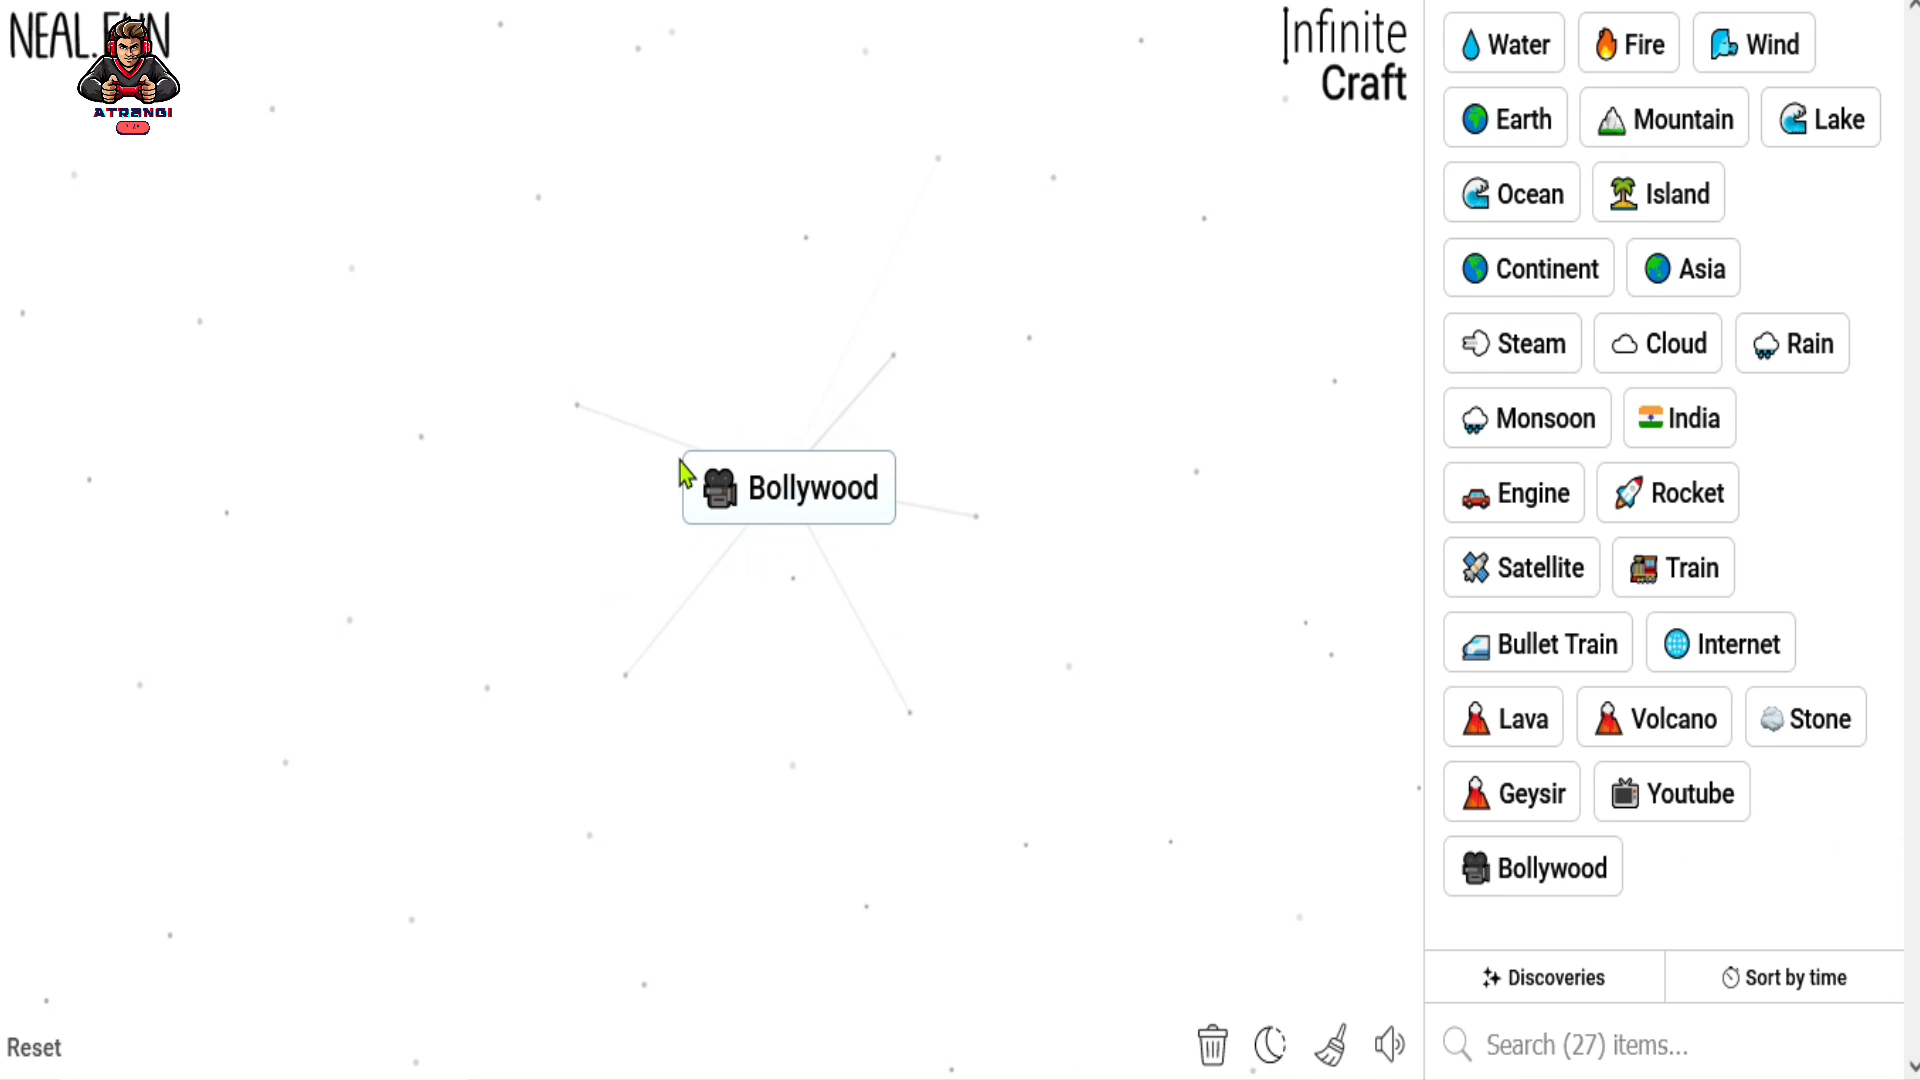 NEAL.FUN
ATRANGI
Infinite
Craft
Water Fire Wind
Earth Mountain Lake
Ocean Island
Continent Asia
Steam Cloud Rain
Monsoon India
Engine Rocket
Satellite Train
Bullet Train Internet
Lava Volcano Stone
Geysir Youtube
Bollywood
Bollywood
Discoveries Sort by time
Reset
Search (27) items...